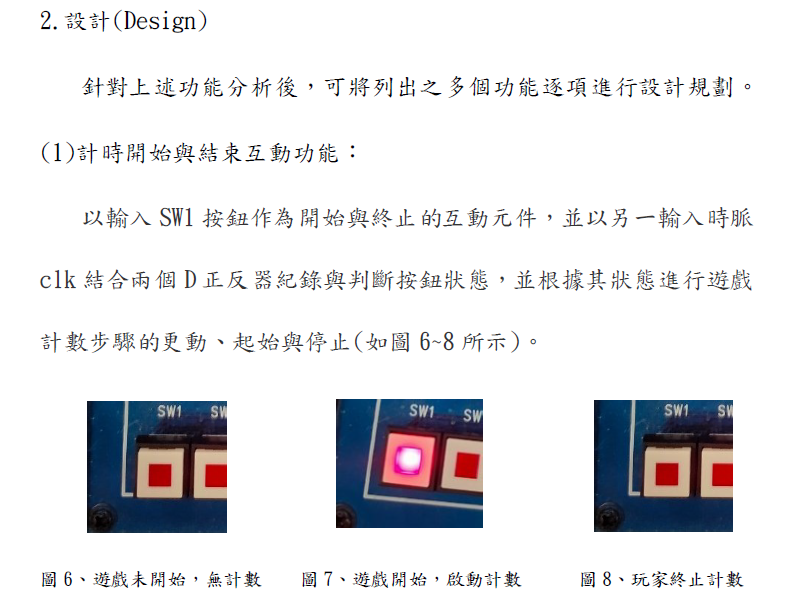 2.設計(Design)
針對上述功能分析後，可將列出之多個功能逐項進行設計規劃。
(1)計時開始與結束互動功能：
以輸入 SW1 按鈕作為開始與終止的互動元件，並以另一輸入時脈
clk 結合兩個 D 正反器紀錄與判斷按鈕狀態，並根據其狀態進行遊戲
計數步驟的更動、起始與停止(如圖 6~8 所示)。
SW1 SW
SW1 SW
SW1 SW
圖 6、遊戲未開始，無計數
圖 7、遊戲開始，啟動計數
圖 8、玩家終止計數